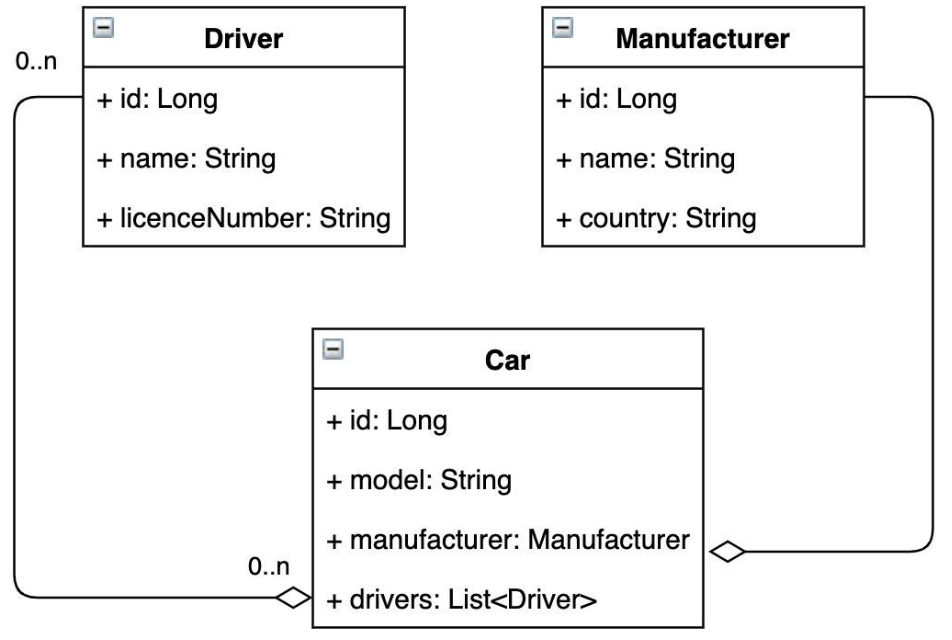 Driver
0..n
+ id: Long
+ name: String
+ licenceNumber: String
Manufacturer
+ id: Long
+ name: String
+ country: String
Car
+ id: Long
+ model: String
+ manufacturer: Manufacturer
0..n
+ drivers: List<Driver>